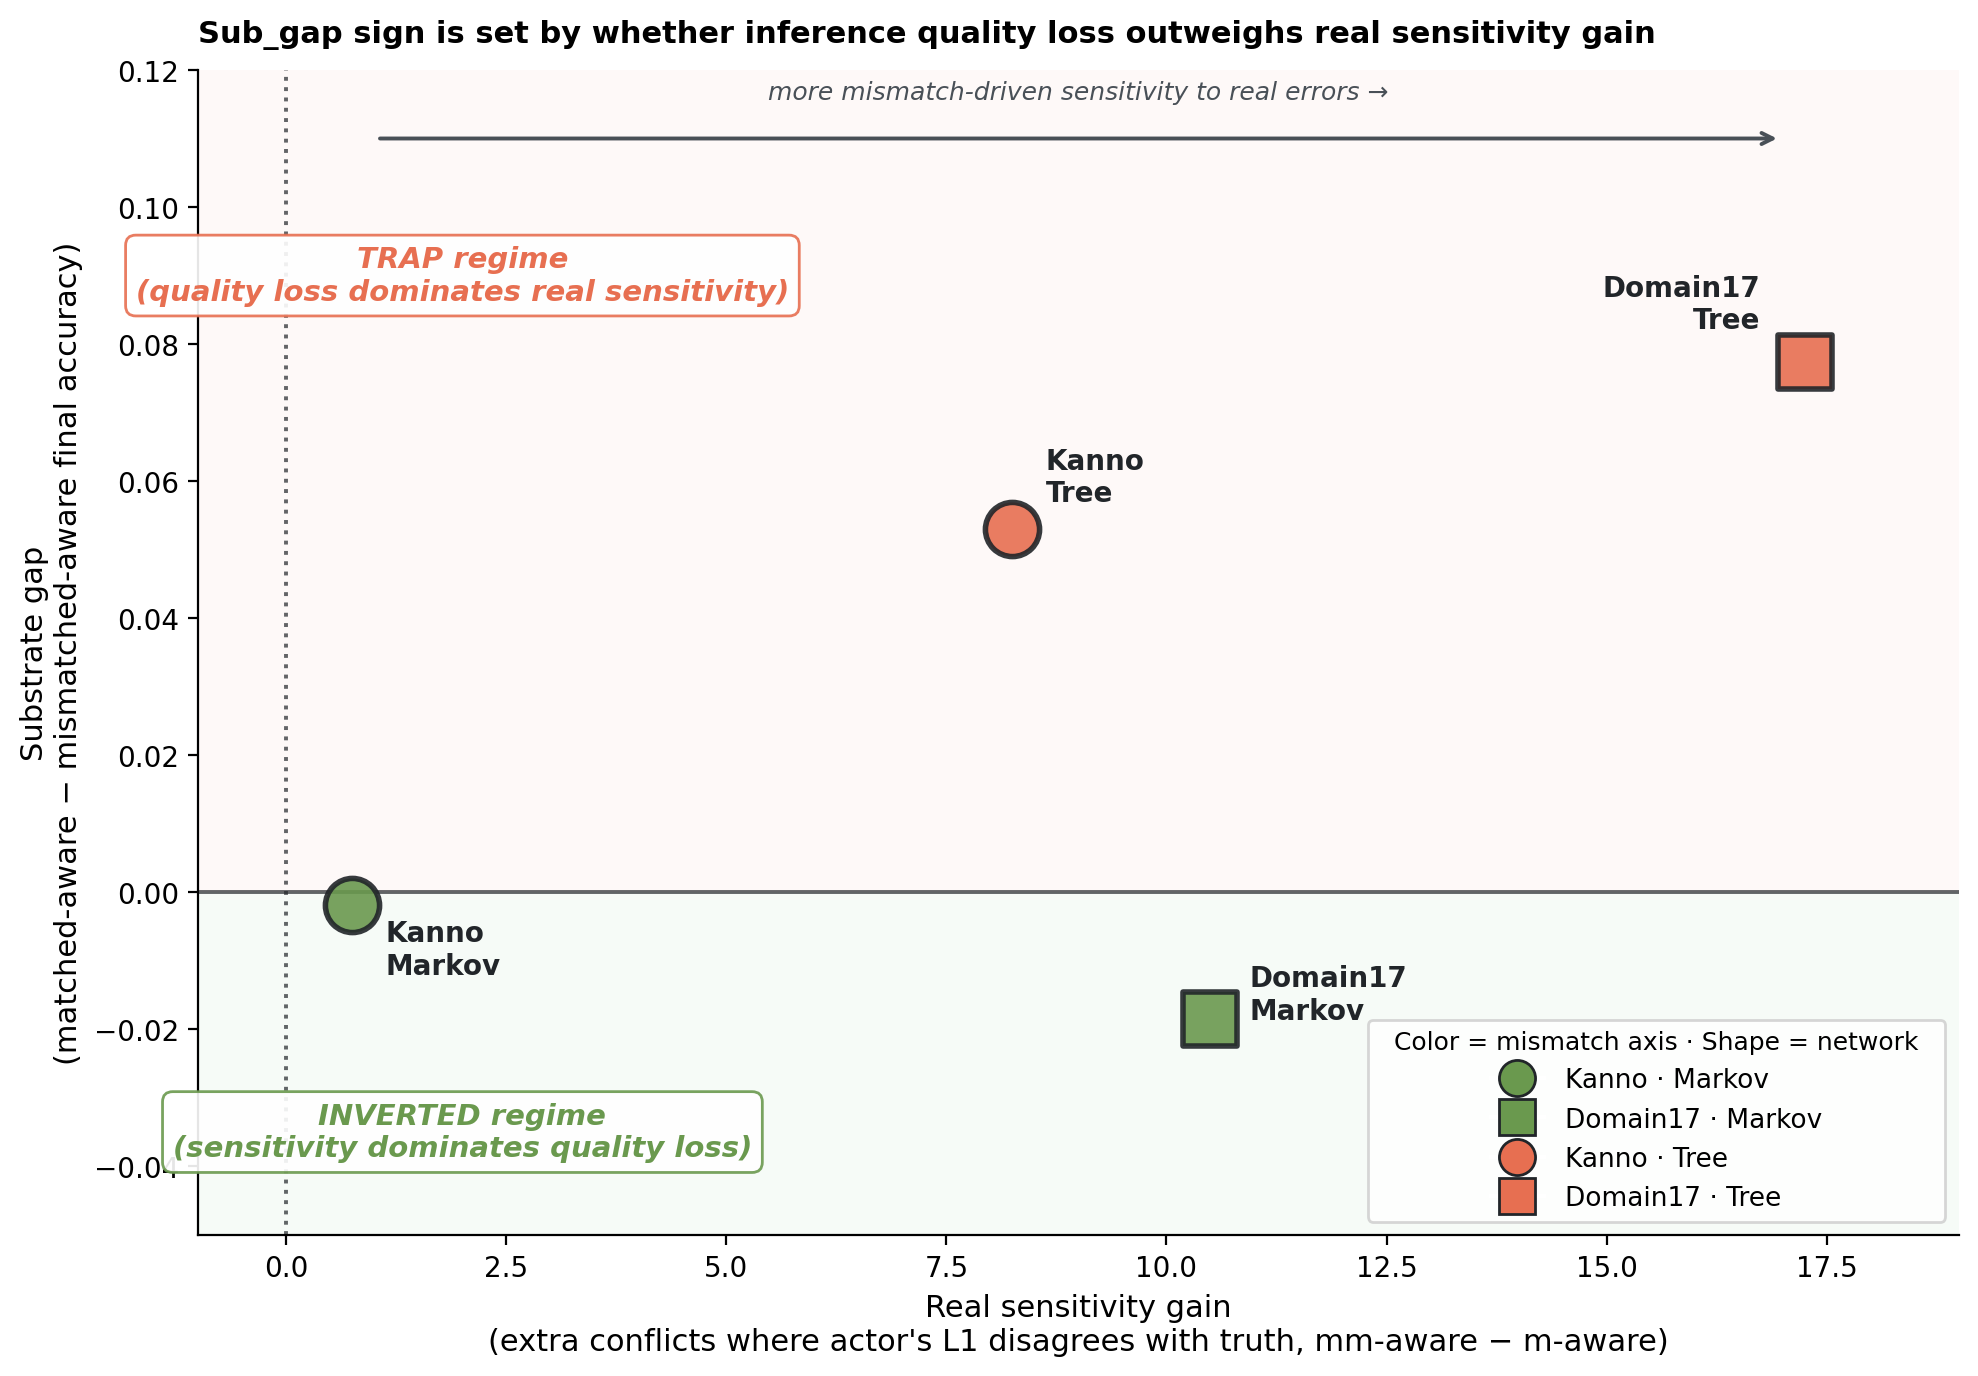 Sub_gap sign is set by whether inference quality loss outweighs real sensitivity gain
more mismatch-driven sensitivity to real errors →
TRAP regime
(quality loss dominates real sensitivity)
Domain17
Tree
Kanno
Tree
Kanno
Markov
Domain17
Markov
INVERTED regime
(sensitivity dominates quality loss)
Color = mismatch axis · Shape = network
Kanno · Markov
Domain17 · Markov
Kanno · Tree
Domain17 · Tree
0.12
0.10
0.08
0.06
0.04
0.02
0.00
−0.02
−0.04
Substrate gap
(matched-aware − mismatched-aware final accuracy)
0.0
2.5
5.0
7.5
10.0
12.5
15.0
17.5
Real sensitivity gain
(extra conflicts where actor's L1 disagrees with truth, mm-aware − m-aware)